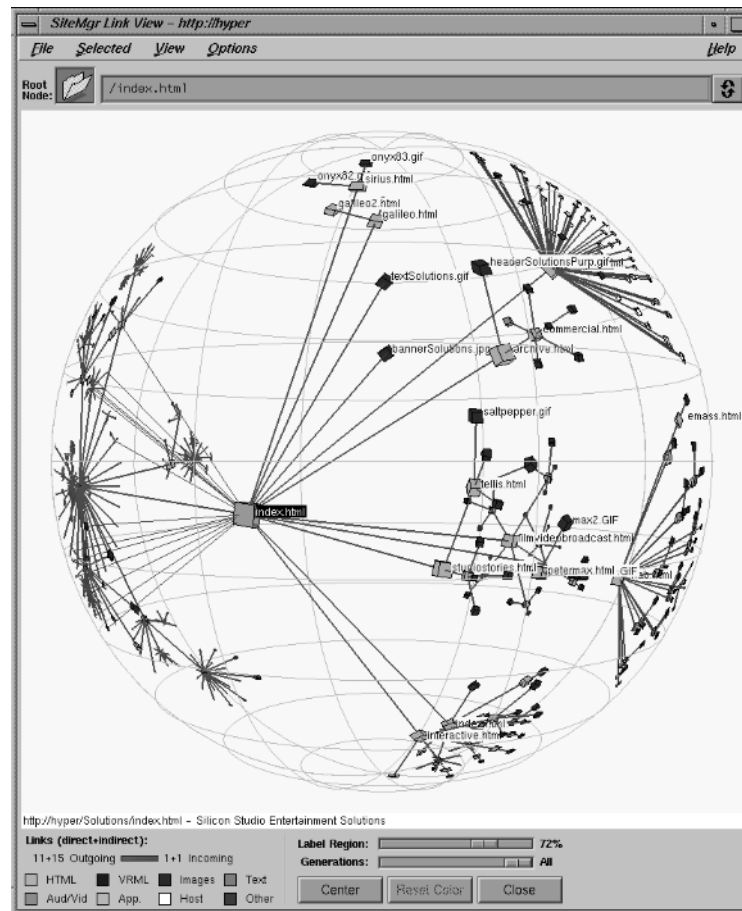 SiteMgr Link View – http://hyper
File Selected View Options Help
Root
Node: /index.html
onyx83.gif
sirius.html
galileo2.html
galileo.html
headerSolutionsPurp.gif
textSolutions.gif
commercial.html
bannerSolutions.jpg archive.html
saltpepper.gif
emass.html
tellis.html
index.html
max2.GIF
filmvideobroadcast.html
studiostories.html petermax.html .GIF
index.html
interactive.html
http://hyper/Solutions/index.html – Silicon Studio Entertainment Solutions
Links (direct+indirect):
11+15 Outgoing 1+1 Incoming
HTML VRML Images Text
Aud/Vid App. Host Other
Label Region: 72%
Generations: All
Center Reset Color Close